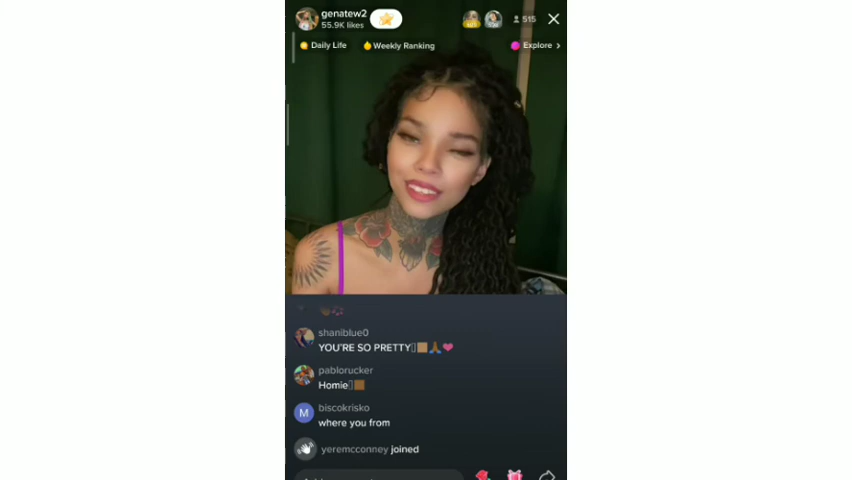 genatew2
55.9K likes
515
Daily Life
Weekly Ranking
Explore >
shaniblue0
YOU'RE SO PRETTY
pablorucker
Homie
M
biscokrisko
where you from
yeremcconney joined